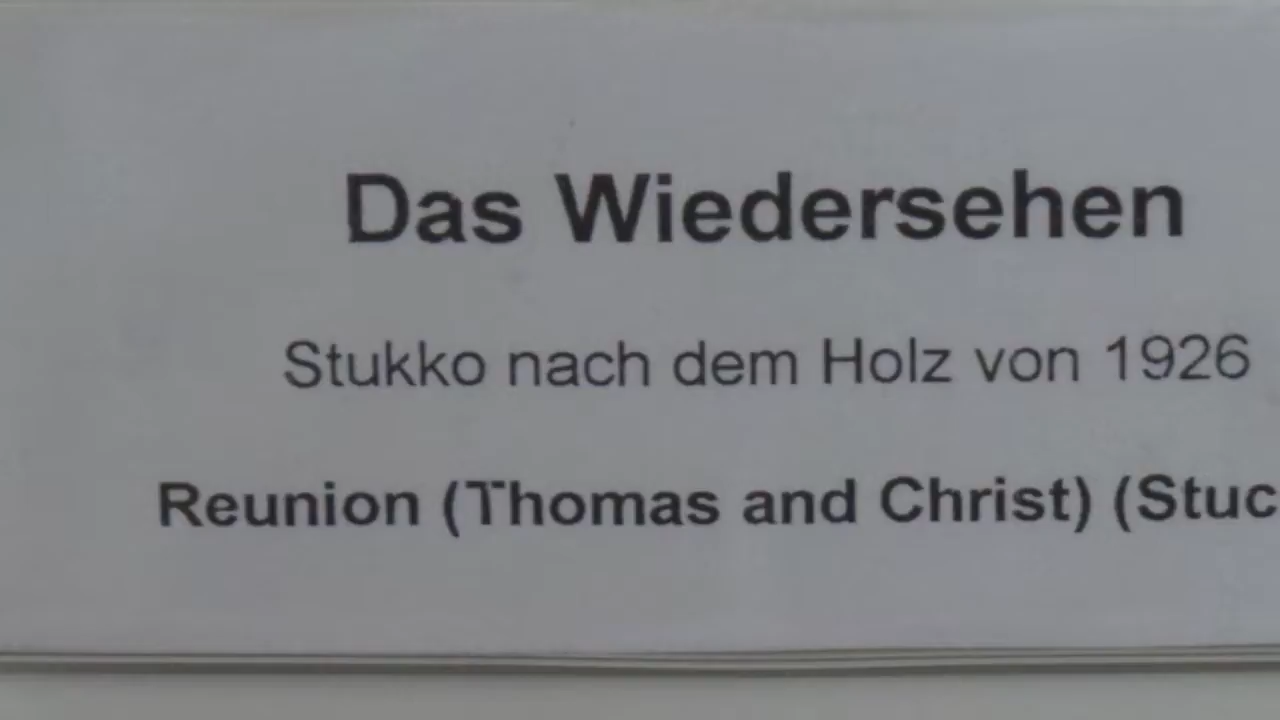 Das Wiedersehen
Stukko nach dem Holz von 1926
Reunion (Thomas and Christ) (Stuc